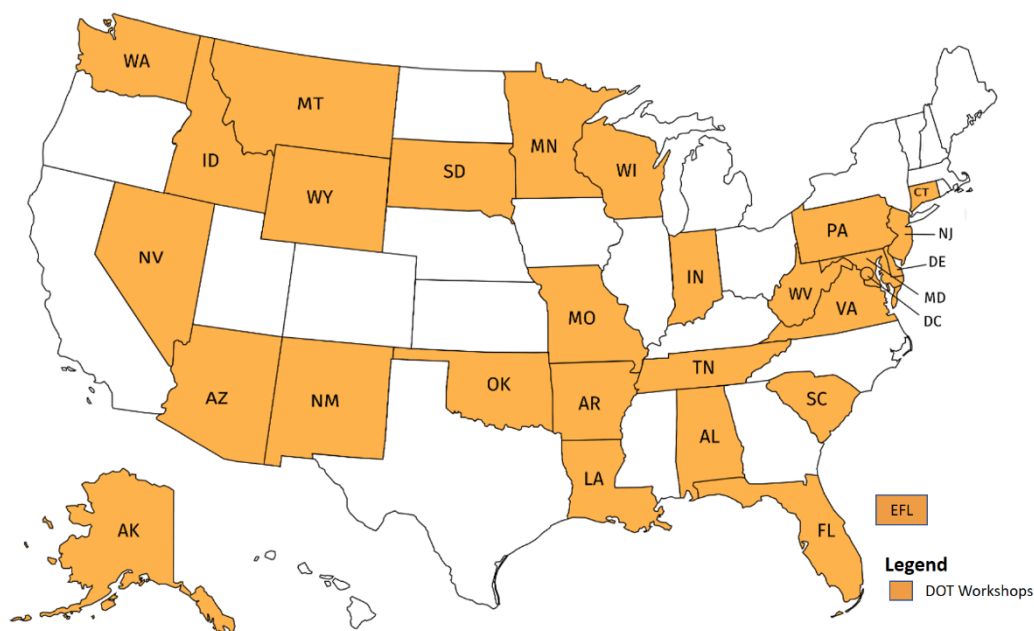 WA
MT
MN
ID
SD
WI
WY
CT
PA
NJ
NV
IN
DE
WV
MD
VA
DC
MO
TN
OK
AZ
NM
AR
SC
AL
LA
EFL
AK
FL
Legend
DOT Workshops